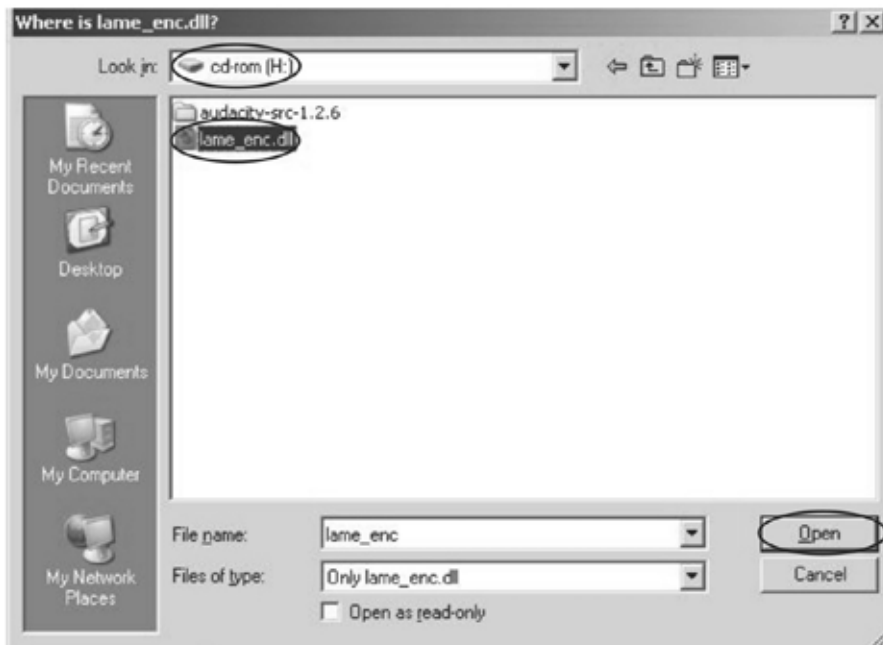 Where is lame_enc.dll?
Look in:
cd-rom (H:)
audacity-src-1.2.6
lame_enc.dll
My Recent
Documents
Desktop
My Documents
My Computer
My Network
Places
File name:
lame_enc
Open
Files of type:
Only lame_enc.dll
Cancel
Open as read-only